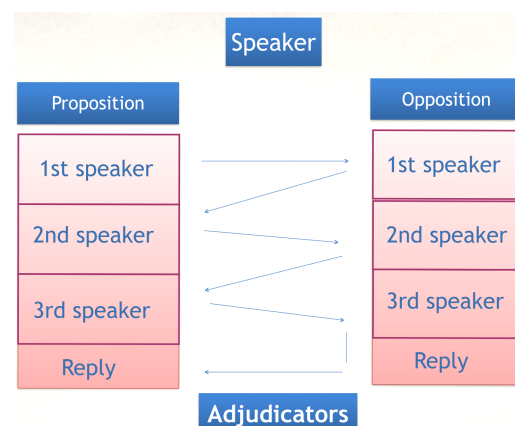 Speaker
Proposition
Opposition
1st speaker
1st speaker
2nd speaker
2nd speaker
3rd speaker
3rd speaker
Reply
Reply
Adjudicators